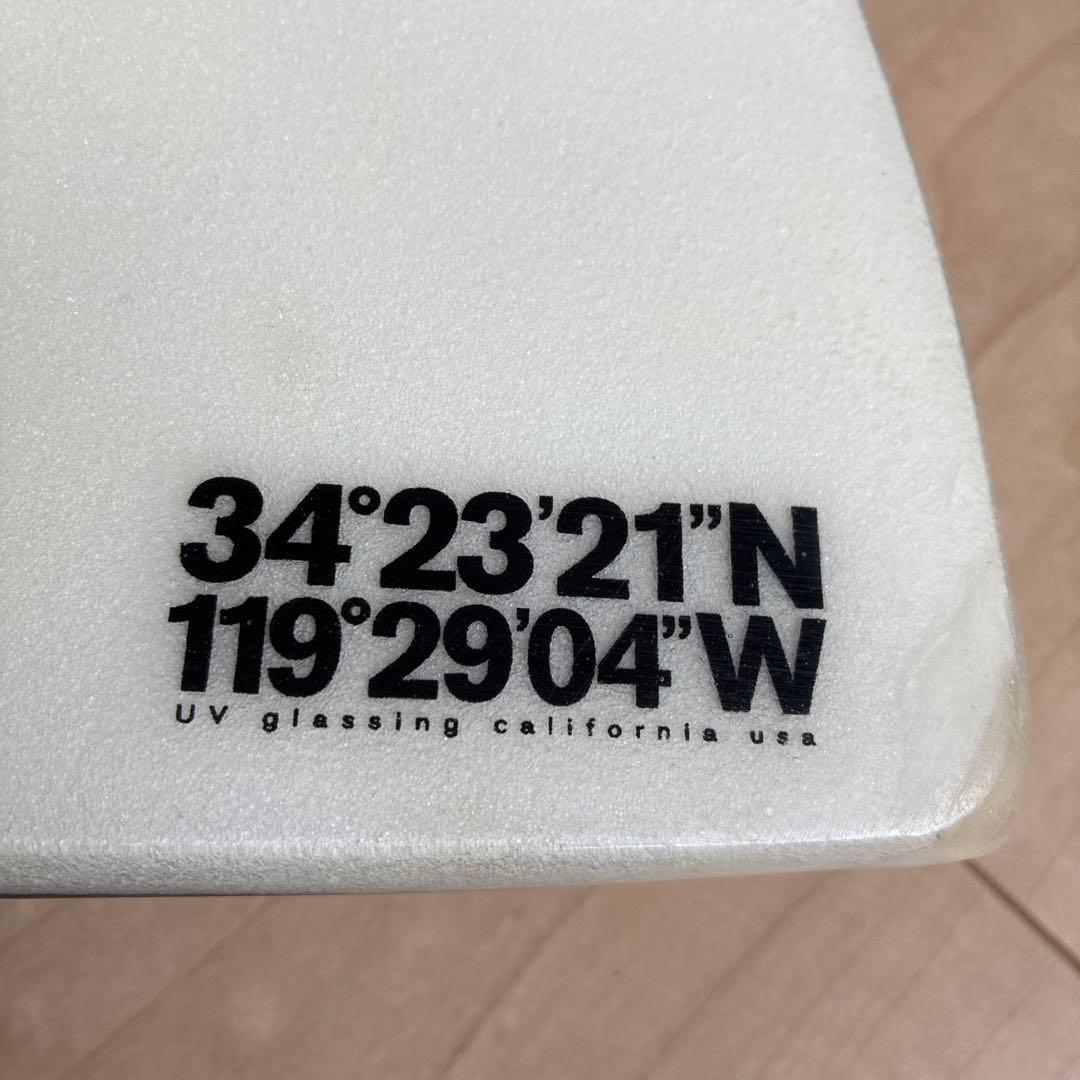 34°23’21”N
119°29’04”W
UV glassing california usa